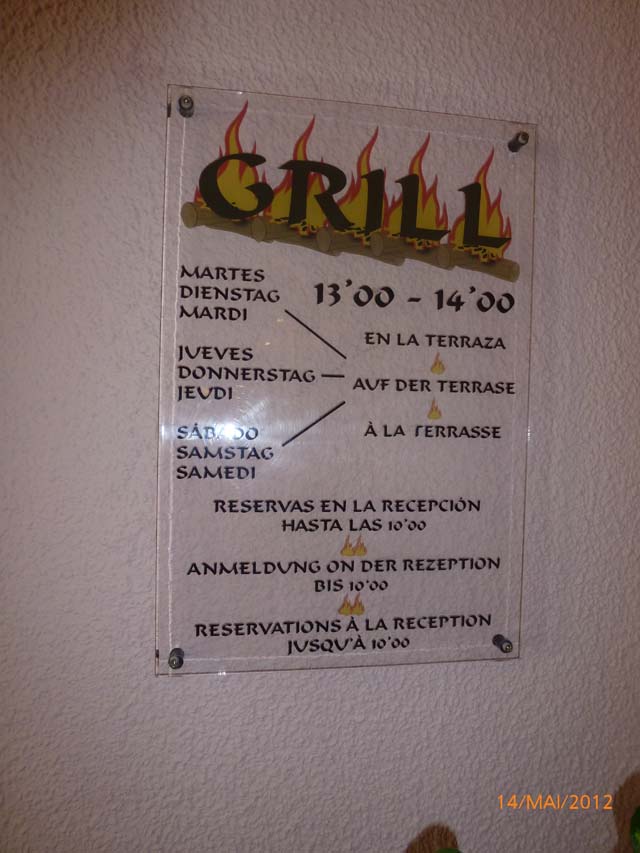 GRILL
MARTES
DIENSTAG
MARDI
13'00 - 14'00
JUEVES
DONNERSTAG
JEUDI
SÁBADO
SAMSTAG
SAMEDI
EN LA TERRAZA
AUF DER TERRASE
À LA TERRASSE
RESERVAS EN LA RECEPCIÓN
HASTA LAS 10'00
ANMELDUNG ON DER REZEPTION
BIS 10'00
RESERVATIONS À LA RECEPTION
JUSQU'À 10'00
14/MAI/2012